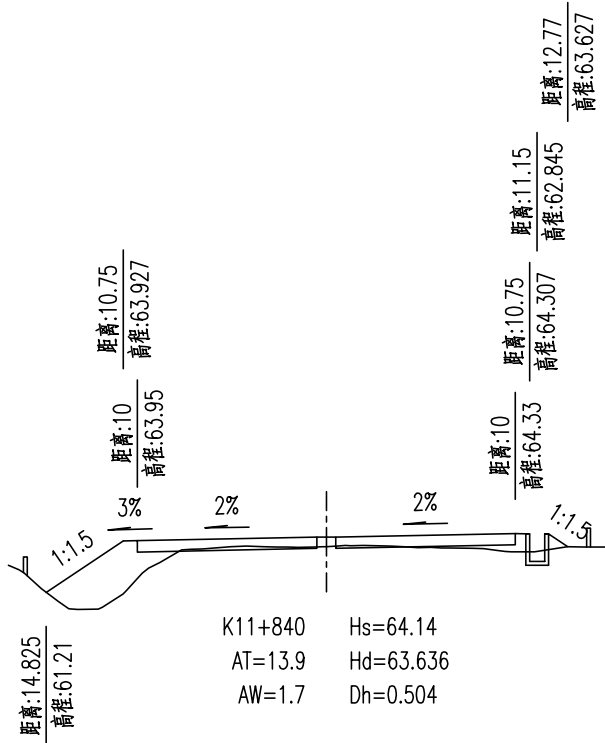 距离:12.77
高程:63.627
距离:11.15
高程:62.845
距离:10.75
高程:63.927
距离:10.75
高程:64.307
距离:10
高程:63.95
距离:10
高程:64.33
3%
2%
2%
1:1.5
1:1.5
K11+840 Hs=64.14
AT=13.9 Hd=63.636
AW=1.7 Dh=0.504
距离:14.825
高程:61.21